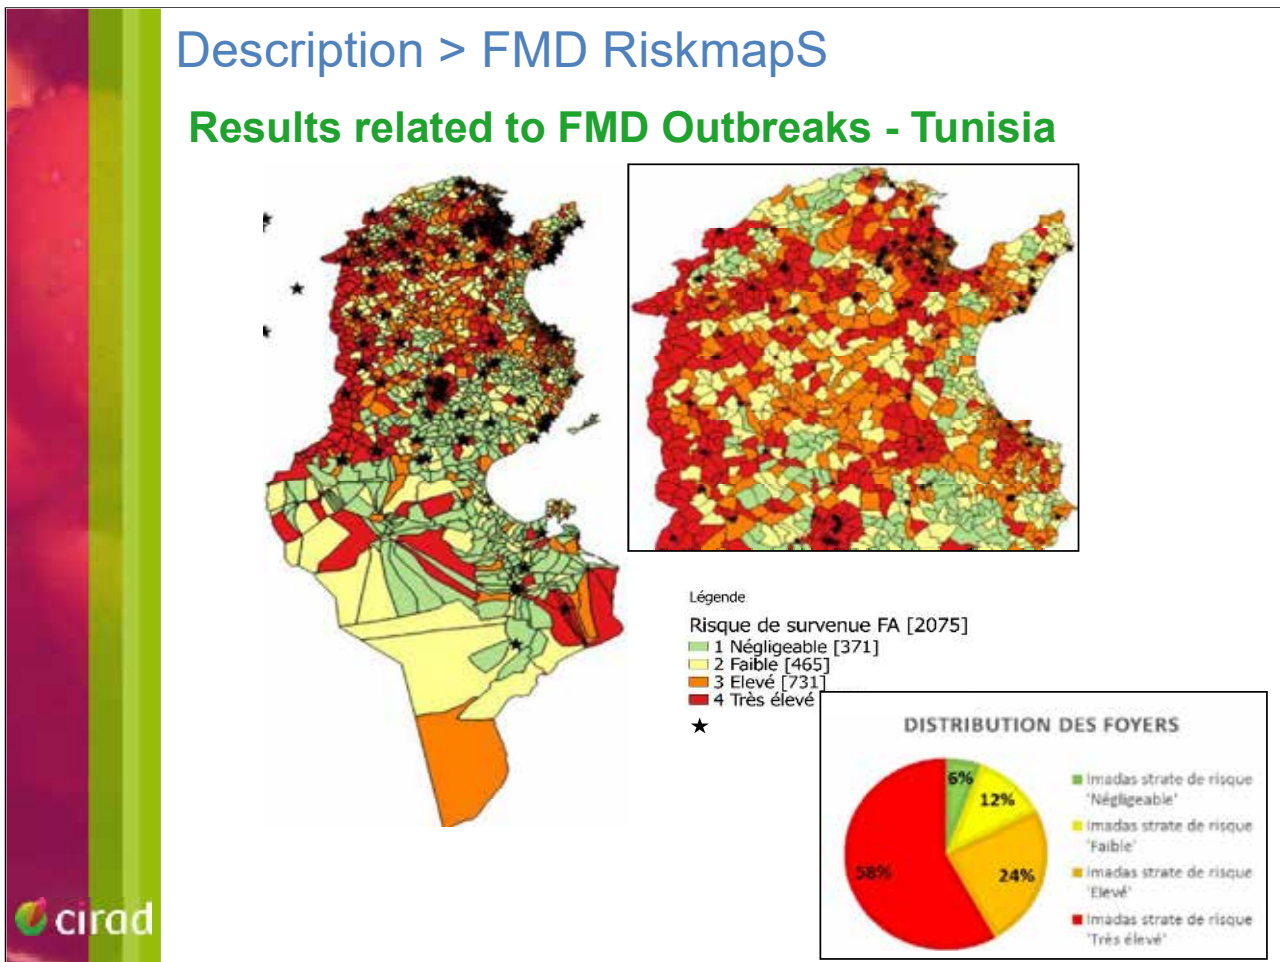 Description > FMD RiskmapS
Results related to FMD Outbreaks - Tunisia
Légende
Risque de survenue FA [2075]
1 Négligeable [371]
2 Faible [465]
3 Elevé [731]
4 Très élevé
DISTRIBUTION DES FOYERS
6%
12%
24%
58%
Imadas strate de risque
'Négligeable'
Imadas strate de risque
'Faible'
Imadas strate de risque
'Elevé'
Imadas strate de risque
'Très élevé'
cirad